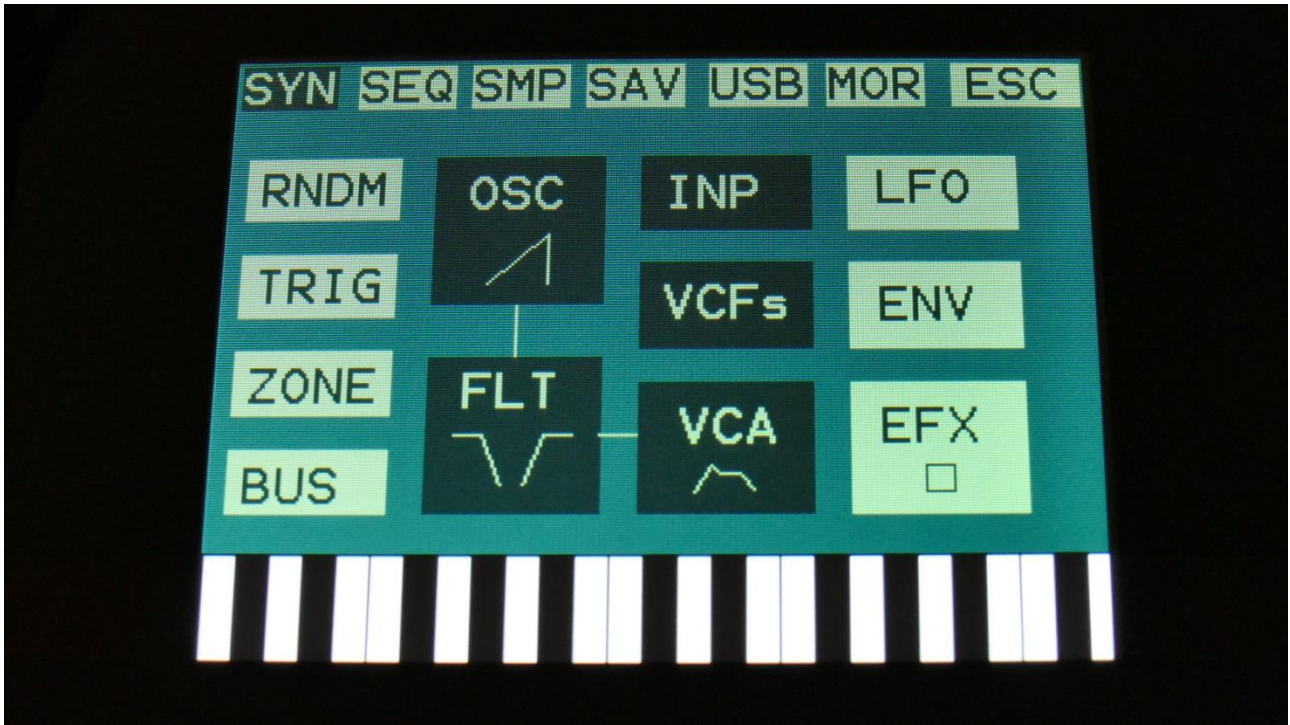 SYN SEQ SMP SAV USB MOR ESC
RNDM OSC INP LFO
TRIG VCFs ENV
ZONE FLT VCA EFX
BUS